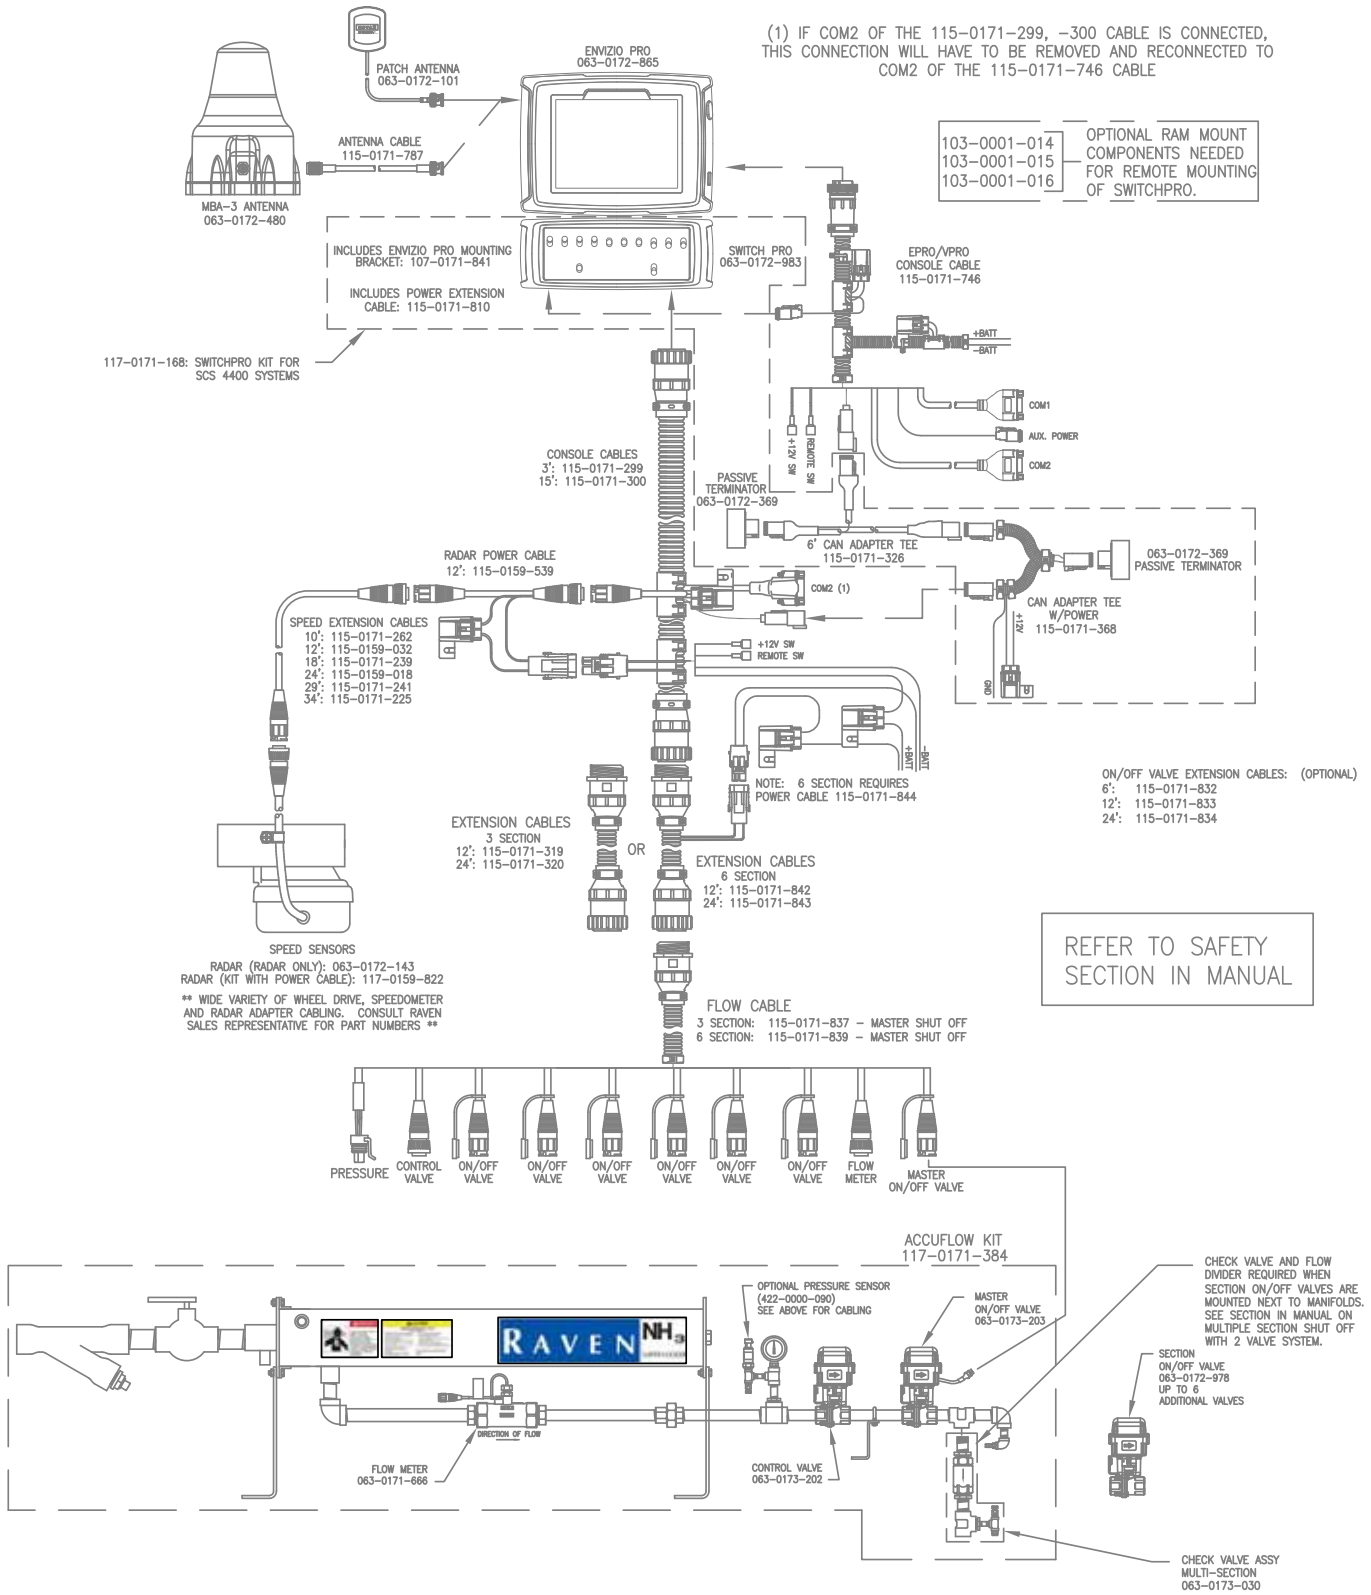 (1) IF COM2 OF THE 115-0171-299, -300 CABLE IS CONNECTED,
THIS CONNECTION WILL HAVE TO BE REMOVED AND RECONNECTED TO
COM2 OF THE 115-0171-746 CABLE
PATCH ANTENNA
063-0172-101
ENVIZIO PRO
063-0172-865
ANTENNA CABLE
115-0171-787
MBA-3 ANTENNA
063-0172-480
103-0001-014
103-0001-015
103-0001-016
OPTIONAL RAM MOUNT
COMPONENTS NEEDED
FOR REMOTE MOUNTING
OF SWITCHPRO.
INCLUDES ENVIZIO PRO MOUNTING
BRACKET: 107-0171-841
INCLUDES POWER EXTENSION
CABLE: 115-0171-810
SWITCH PRO
063-0172-983
EPRO/VPRO
CONSOLE CABLE
115-0171-746
+BATT
-BATT
117-0171-168: SWITCHPRO KIT FOR
SCS 4400 SYSTEMS
COM1
AUX. POWER
COM2
+12V SW
REMOTE SW
CONSOLE CABLES
3': 115-0171-299
15': 115-0171-300
PASSIVE
TERMINATOR
063-0172-369
6' CAN ADAPTER TEE
115-0171-326
063-0172-369
PASSIVE TERMINATOR
RADAR POWER CABLE
12': 115-0159-539
COM2 (1)
CAN ADAPTER TEE
W/POWER
115-0171-368
+12V
GND
SPEED EXTENSION CABLES
10': 115-0171-262
12': 115-0159-032
18': 115-0171-239
24': 115-0159-018
29': 115-0171-241
34': 115-0171-225
+12V SW
REMOTE SW
+BATT
-BATT
NOTE: 6 SECTION REQUIRES
POWER CABLE 115-0171-844
ON/OFF VALVE EXTENSION CABLES: (OPTIONAL)
6': 115-0171-832
12': 115-0171-833
24': 115-0171-834
EXTENSION CABLES
3 SECTION
12': 115-0171-319
24': 115-0171-320
OR
EXTENSION CABLES
6 SECTION
12': 115-0171-842
24': 115-0171-843
SPEED SENSORS
RADAR (RADAR ONLY): 063-0172-143
RADAR (KIT WITH POWER CABLE): 117-0159-822
** WIDE VARIETY OF WHEEL DRIVE, SPEEDOMETER
AND RADAR ADAPTER CABLING. CONSULT RAVEN
SALES REPRESENTATIVE FOR PART NUMBERS **
REFER TO SAFETY
SECTION IN MANUAL
FLOW CABLE
3 SECTION: 115-0171-837 - MASTER SHUT OFF
6 SECTION: 115-0171-839 - MASTER SHUT OFF
PRESSURE
CONTROL
VALVE
ON/OFF
VALVE
ON/OFF
VALVE
ON/OFF
VALVE
ON/OFF
VALVE
ON/OFF
VALVE
ON/OFF
VALVE
FLOW
METER
MASTER
ON/OFF VALVE
ACCUFLOW KIT
117-0171-384
OPTIONAL PRESSURE SENSOR
(422-0000-090)
SEE ABOVE FOR CABLING
MASTER
ON/OFF VALVE
063-0173-203
CHECK VALVE AND FLOW
DIVIDER REQUIRED WHEN
SECTION ON/OFF VALVES ARE
MOUNTED NEXT TO MANIFOLDS.
SEE SECTION IN MANUAL ON
MULTIPLE SECTION SHUT OFF
WITH 2 VALVE SYSTEM.
SECTION
ON/OFF VALVE
063-0172-978
UP TO 6
ADDITIONAL VALVES
RAVEN
NH3
DIRECTION OF FLOW
FLOW METER
063-0171-666
CONTROL VALVE
063-0173-202
CHECK VALVE ASSY
MULTI-SECTION
063-0173-030